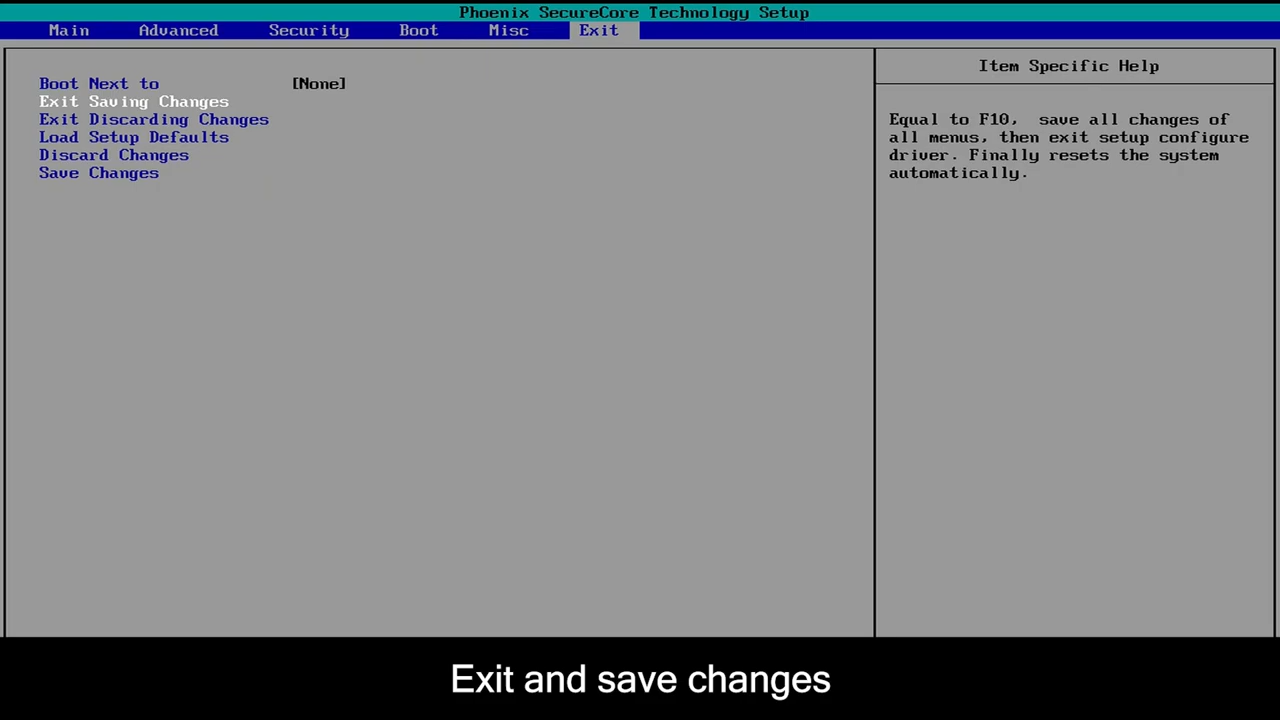 Phoenix SecureCore Technology Setup
Main Advanced Security Boot Misc Exit
Boot Next to [None]
Exit Saving Changes
Exit Discarding Changes
Load Setup Defaults
Discard Changes
Save Changes
Item Specific Help
Equal to F10, save all changes of
all menus, then exit setup configure
driver. Finally resets the system
automatically.
Exit and save changes